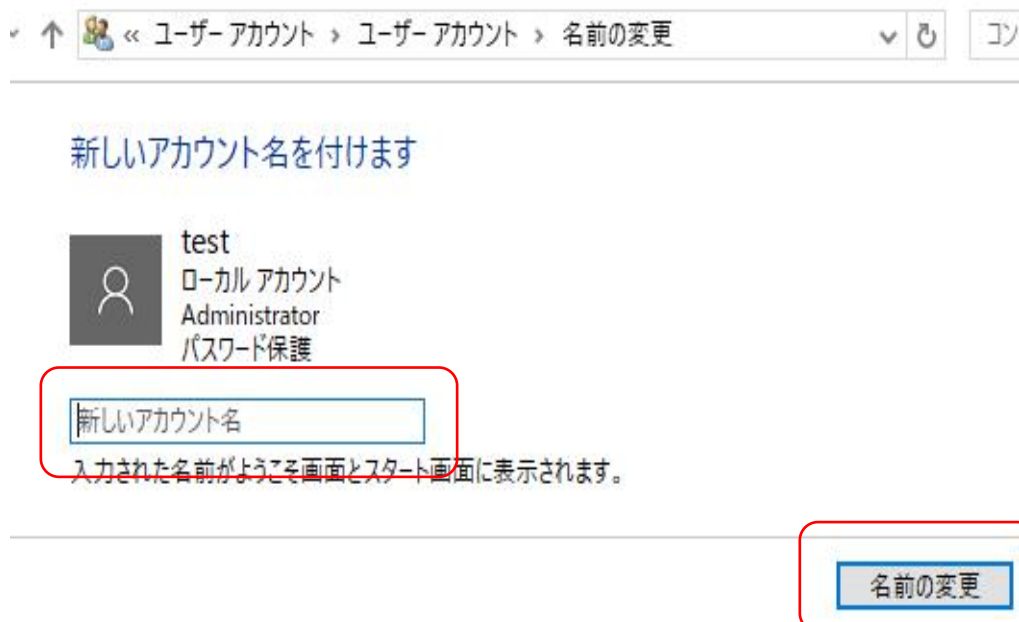 « ユーザー アカウント › ユーザー アカウント › 名前の変更
コン
新しいアカウント名を付けます
test
ローカル アカウント
Administrator
パスワード保護
新しいアカウント名
入力された名前がようこそ画面とスタート画面に表示されます。
名前の変更